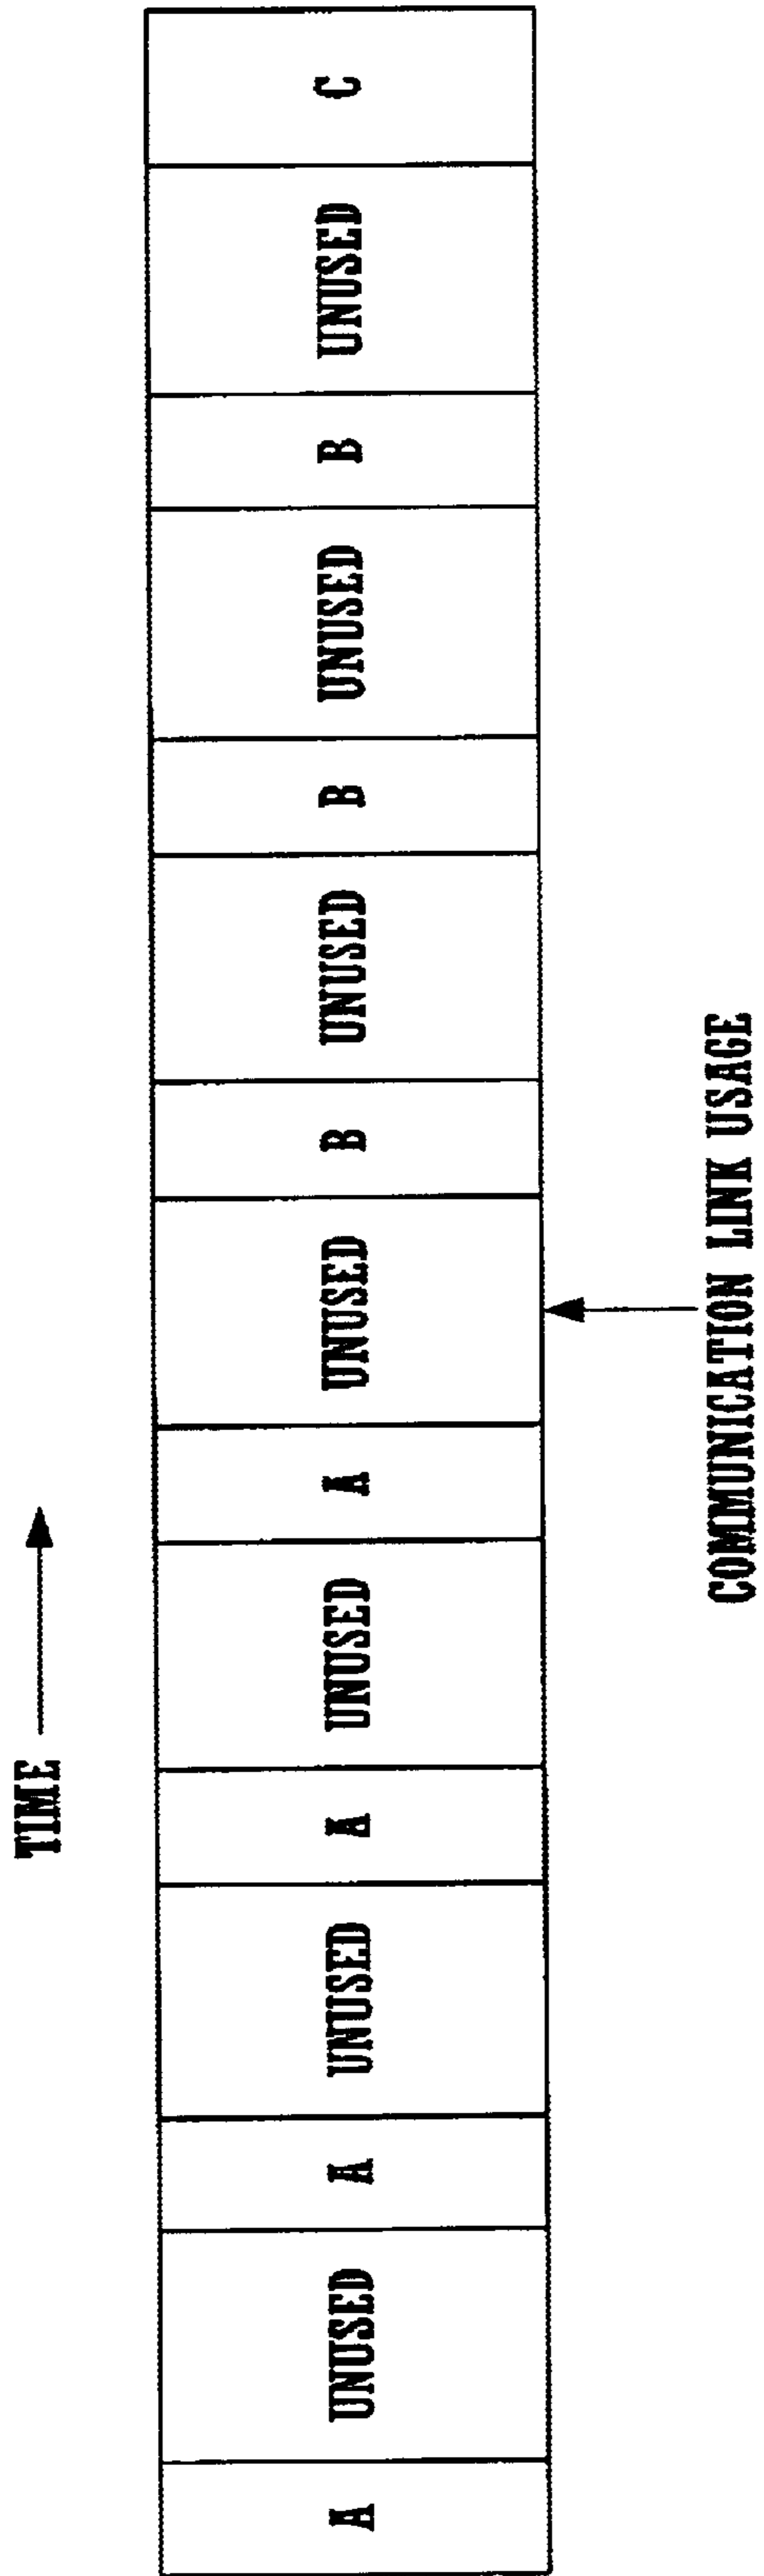 TIME
A UNUSED A UNUSED A UNUSED A UNUSED B UNUSED B UNUSED B UNUSED C
COMMUNICATION LINK USAGE